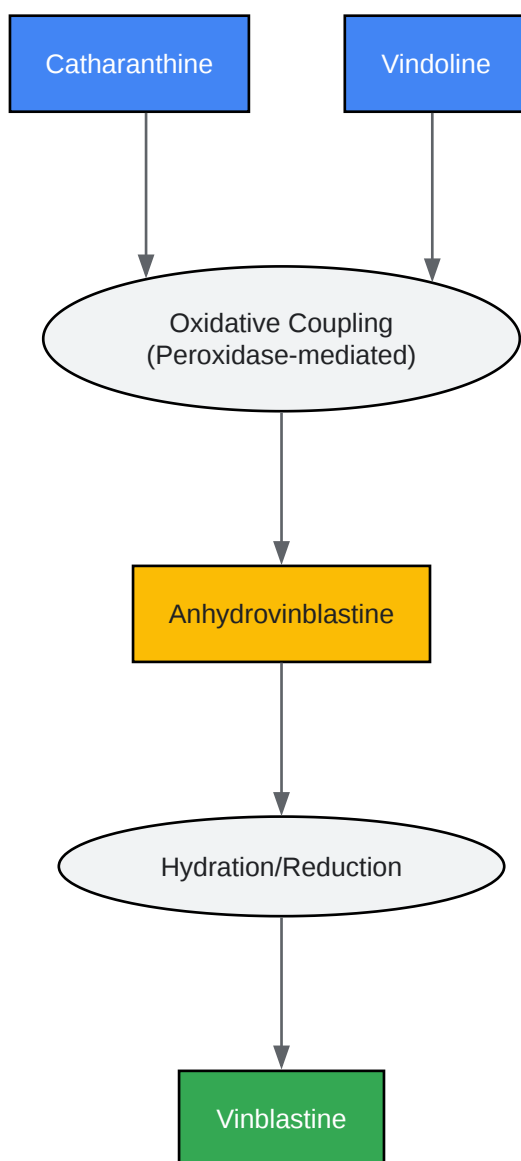 Catharanthine
Vindoline
Oxidative Coupling
(Peroxidase-mediated)
Anhydrovinblastine
Hydration/Reduction
Vinblastine